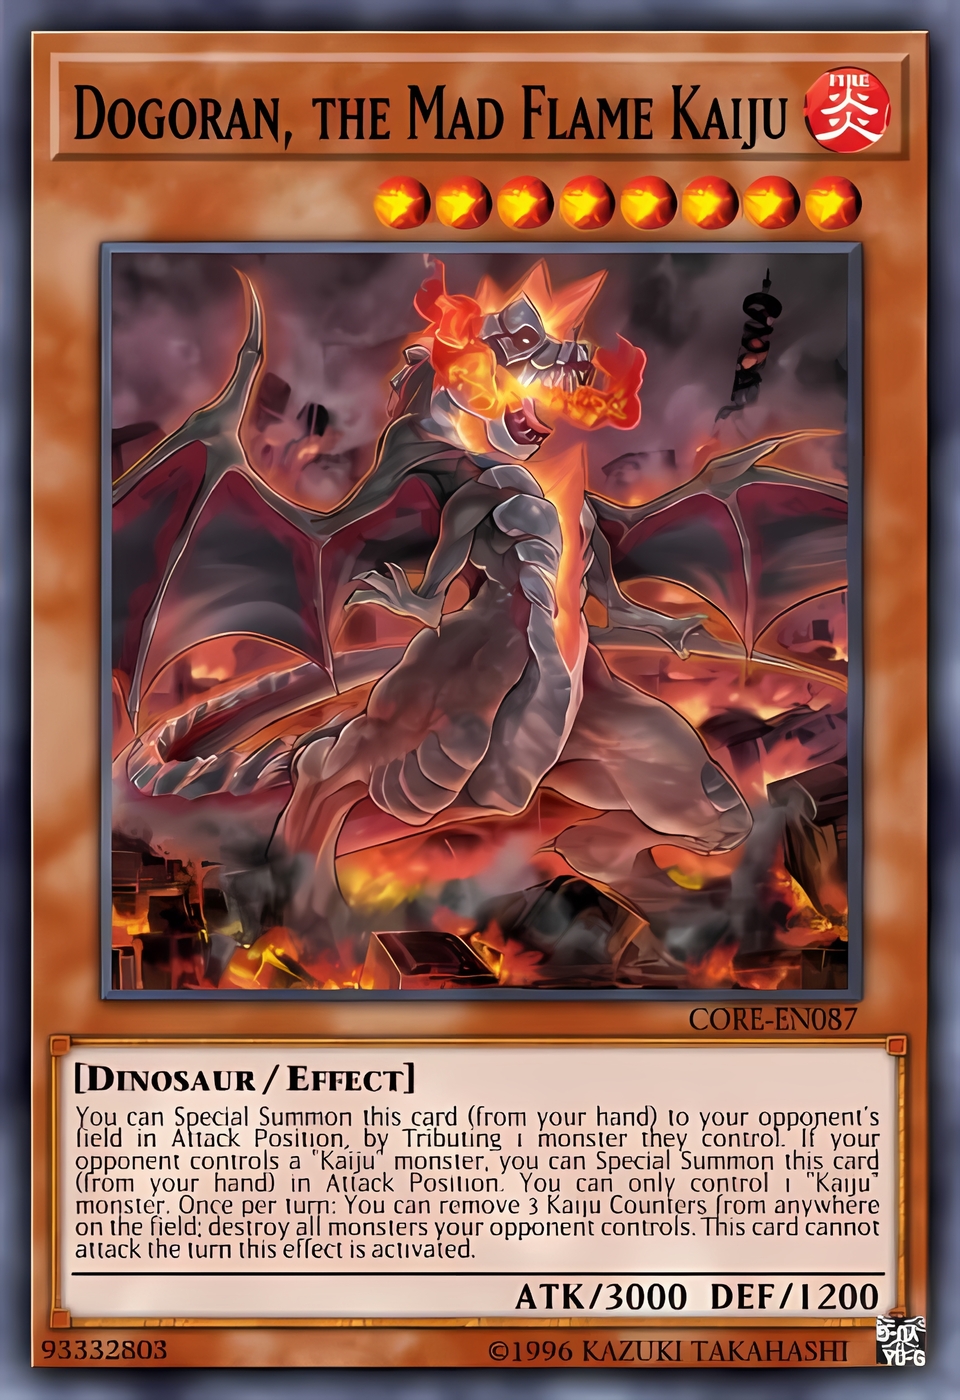 DOGORAN, THE MAD FLAME KAIJU
炎
CORE-EN087
[DINOSAUR / EFFECT]
You can Special Summon this card (from your hand) to your opponent's
field in Attack Position, by Tributing 1 monster they control. If your
opponent controls a "Kaiju" monster, you can Special Summon this card
(from your hand) in Attack Position. You can only control 1 "Kaiju"
monster. Once per turn: You can remove 3 Kaiju Counters from anywhere
on the field; destroy all monsters your opponent controls. This card cannot
attack the turn this effect is activated.
ATK/3000 DEF/1200
93332803
©1996 KAZUKI TAKAHASHI